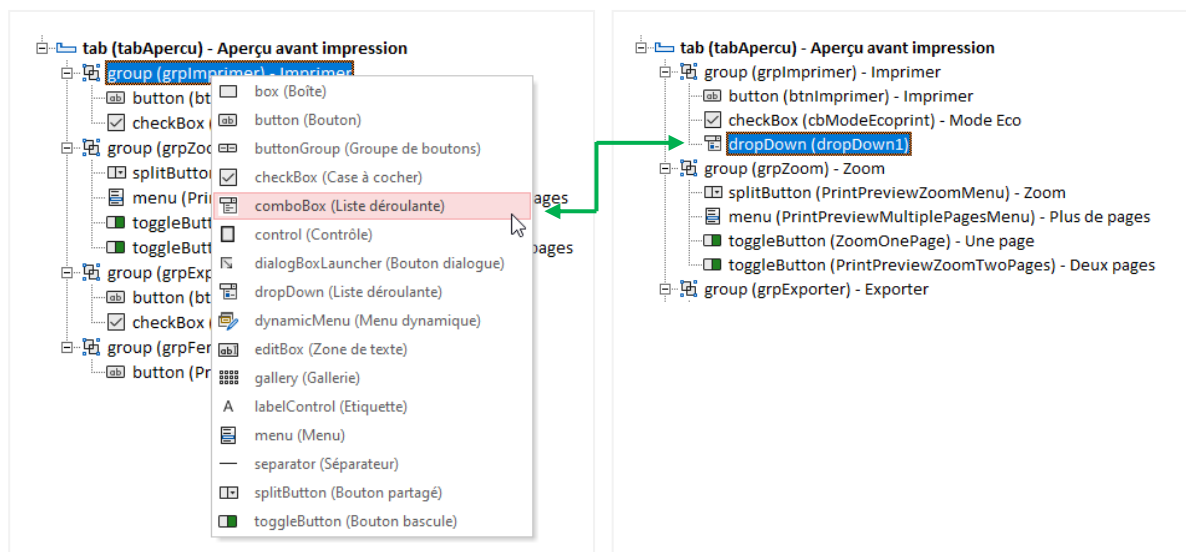 tab (tabApercu) - Aperçu avant impression
group (grpImprimer) - Imprimer
button (bt
checkBox (
group (grpZoo
splitButton
menu (Pri
ages
toggleButt
toggleButt
pages
group (grpExp
button (bt
checkBox (
group (grpFer
button (Pr
box (Boîte)
button (Bouton)
buttonGroup (Groupe de boutons)
checkBox (Case à cocher)
comboBox (Liste déroulante)
control (Contrôle)
dialogBoxLauncher (Bouton dialogue)
dropDown (Liste déroulante)
dynamicMenu (Menu dynamique)
editBox (Zone de texte)
gallery (Gallerie)
labelControl (Etiquette)
menu (Menu)
separator (Séparateur)
splitButton (Bouton partagé)
toggleButton (Bouton bascule)
tab (tabApercu) - Aperçu avant impression
group (grpImprimer) - Imprimer
button (btnImprimer) - Imprimer
checkBox (cbModeEcoprint) - Mode Eco
dropDown (dropDown1)
group (grpZoom) - Zoom
splitButton (PrintPreviewZoomMenu) - Zoom
menu (PrintPreviewMultiplePagesMenu) - Plus de pages
toggleButton (ZoomOnePage) - Une page
toggleButton (PrintPreviewZoomTwoPages) - Deux pages
group (grpExporter) - Exporter